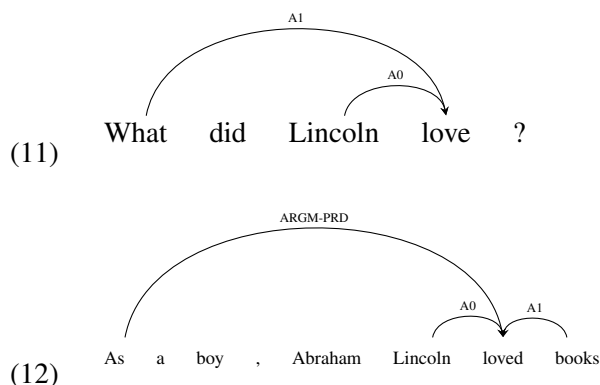 A1
A0
(11) What did Lincoln love ?
ARGM-PRD
A0 A1
(12) As a boy , Abraham Lincoln loved books